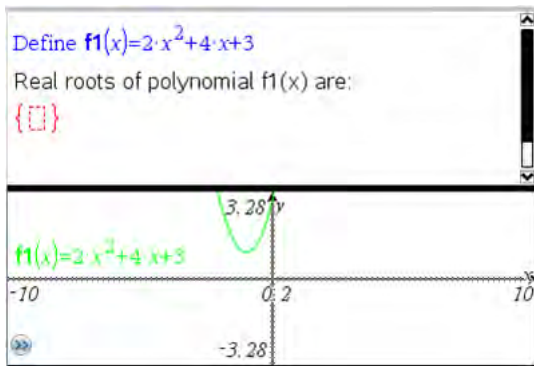 Define f1(x)=2·x²+4·x+3
Real roots of polynomial f1(x) are:
{▯}
3.28 y
f1(x)=2·x²+4·x+3
x
-10 0.2 10
-3.28